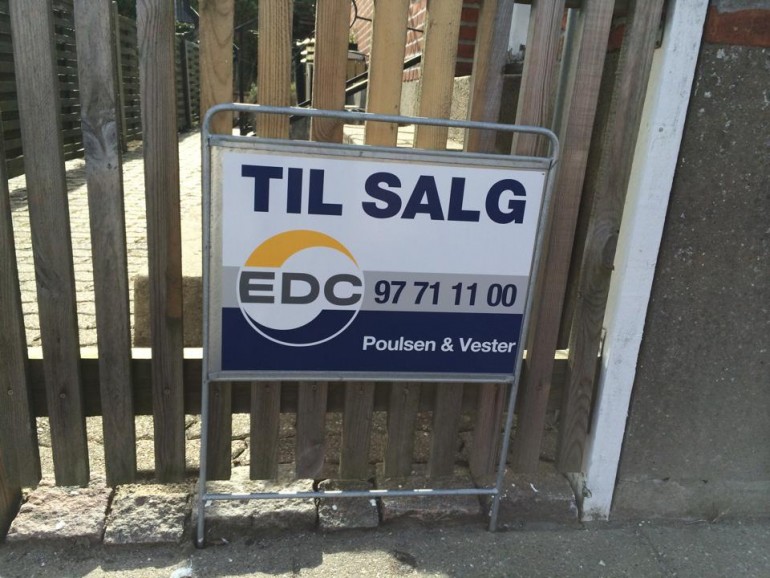 TIL SALG
EDC 97 71 11 00
Poulsen & Vester